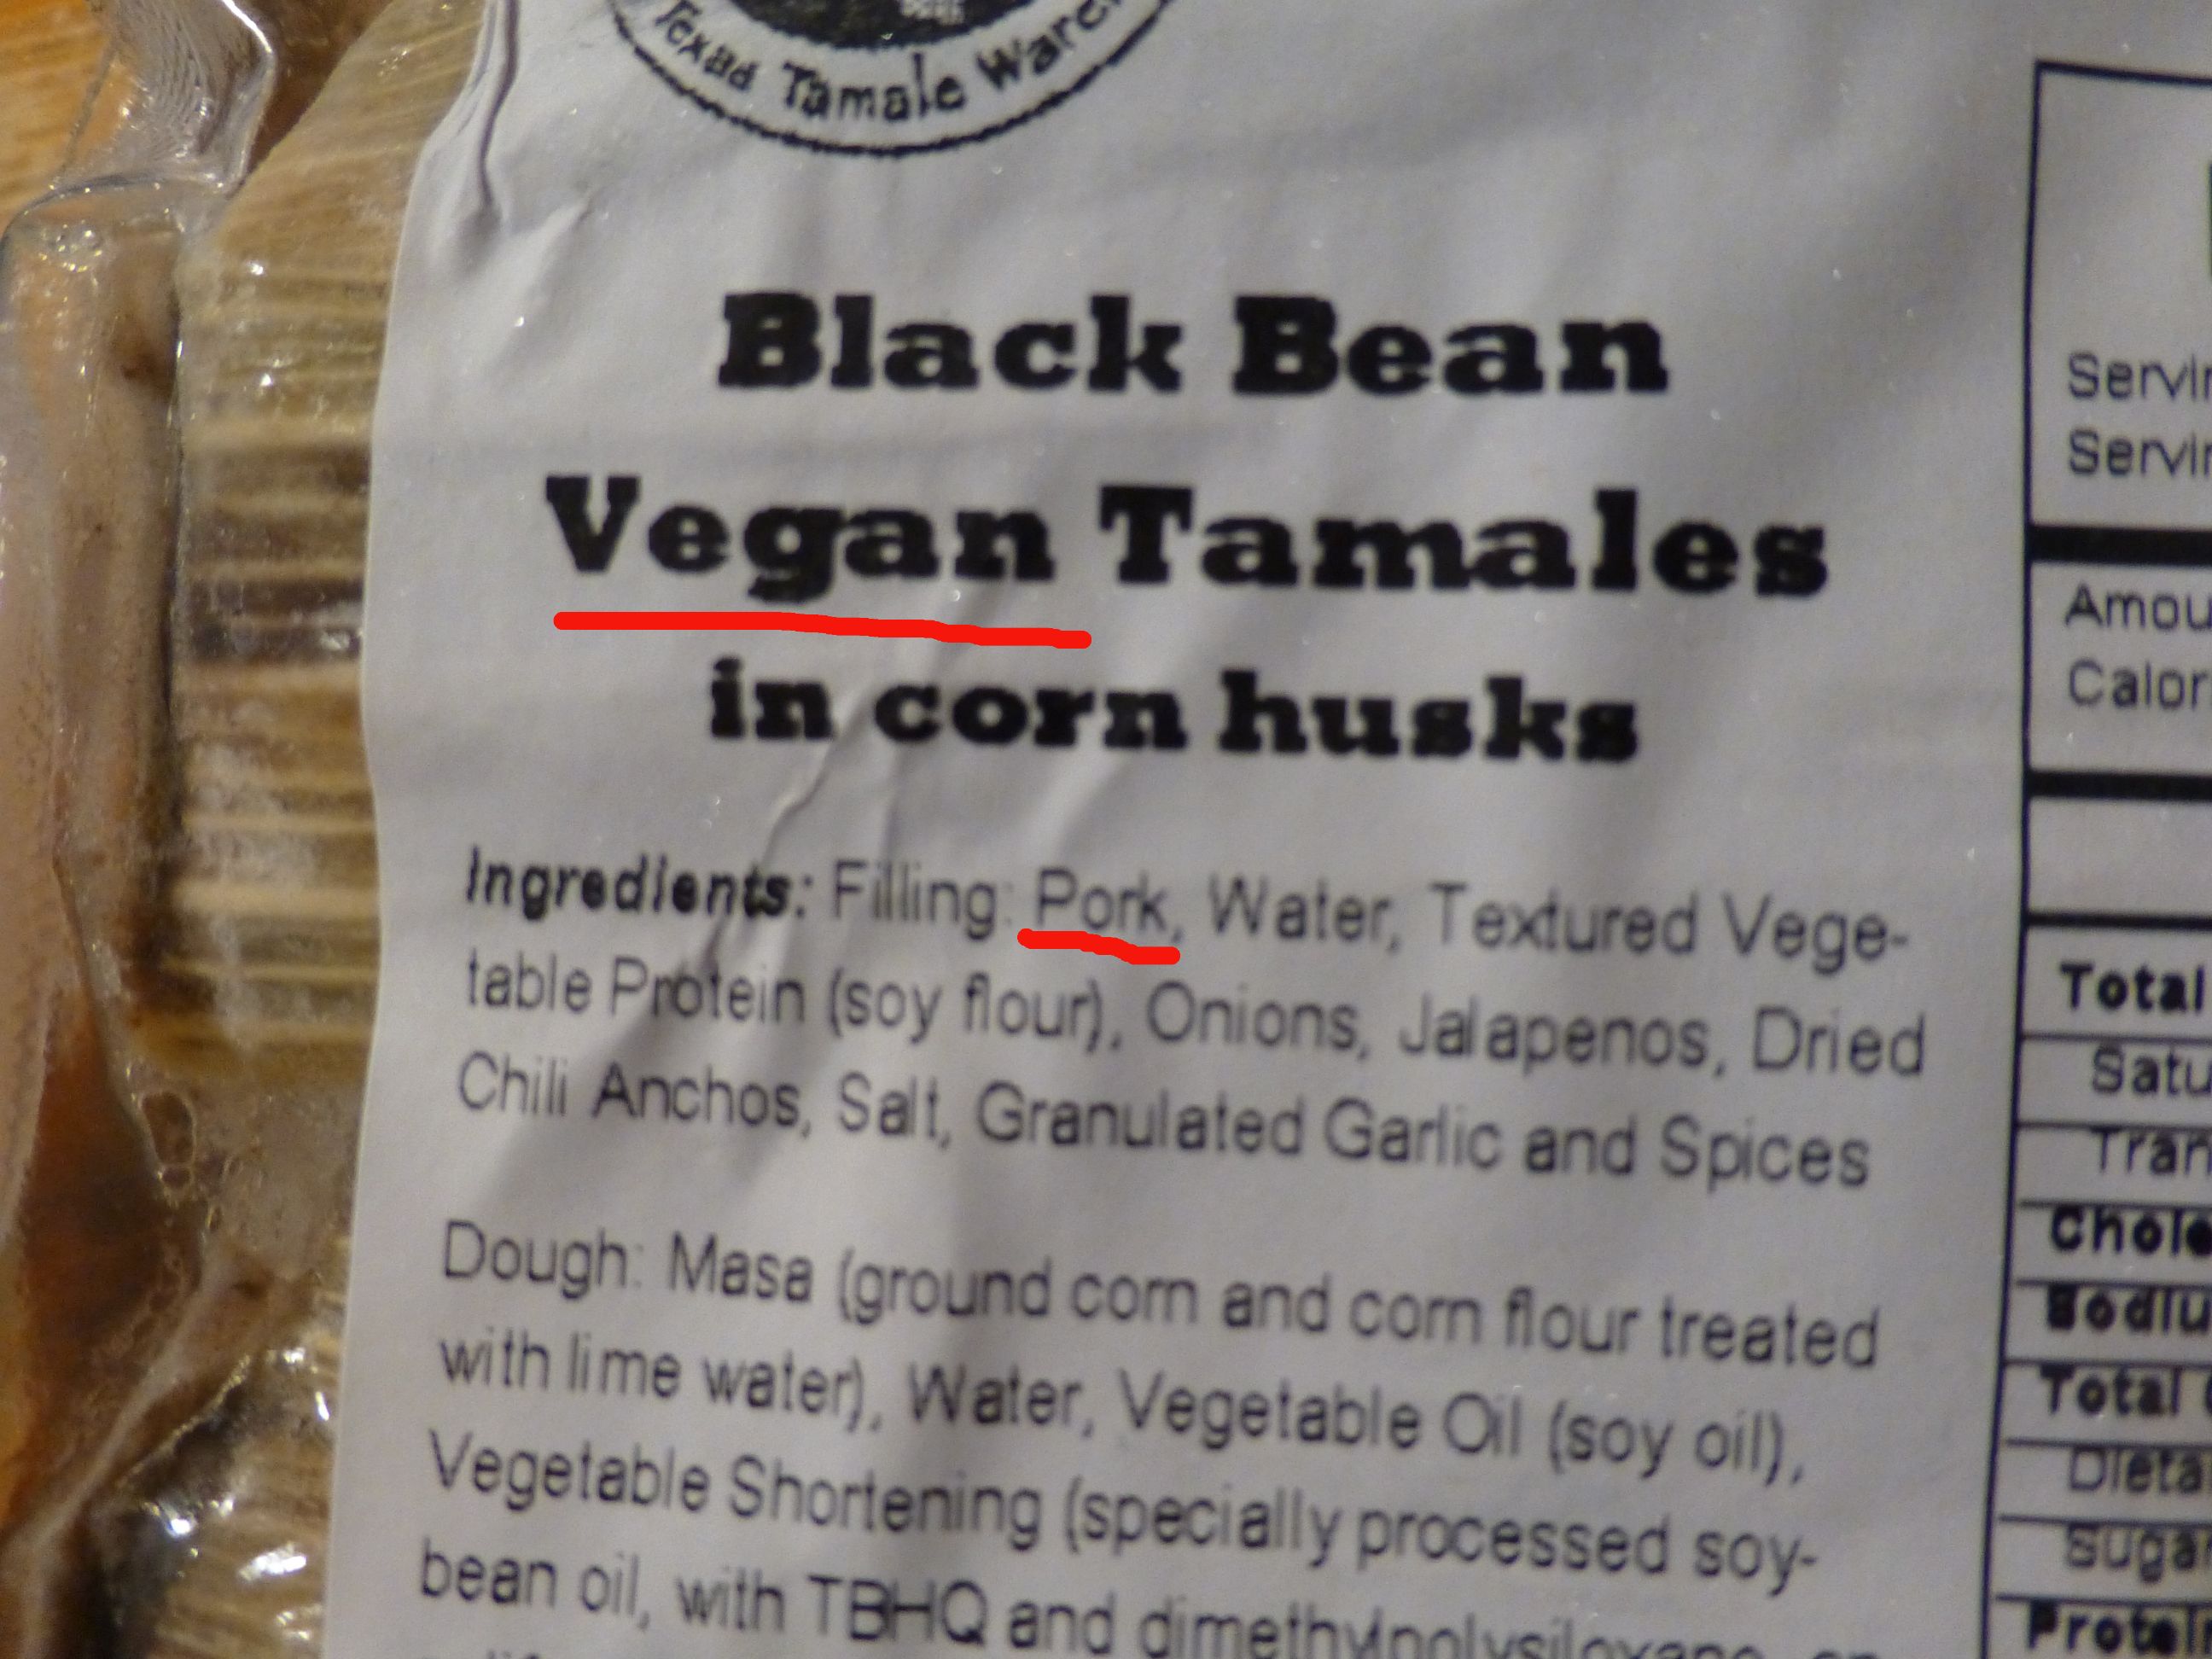 Texas Tamale
Black Bean
Vegan Tamales
in corn husks
Ingredients: Filling: Pork, Water, Textured Vege-
table Protein (soy flour), Onions, Jalapenos, Dried
Chili Anchos, Salt, Granulated Garlic and Spices
Dough: Masa (ground corn and corn flour treated
with lime water), Water, Vegetable Oil (soy oil),
Vegetable Shortening (specially processed soy-
bean oil, with TBHQ and dimethylpolysiloxane,
Total
Total